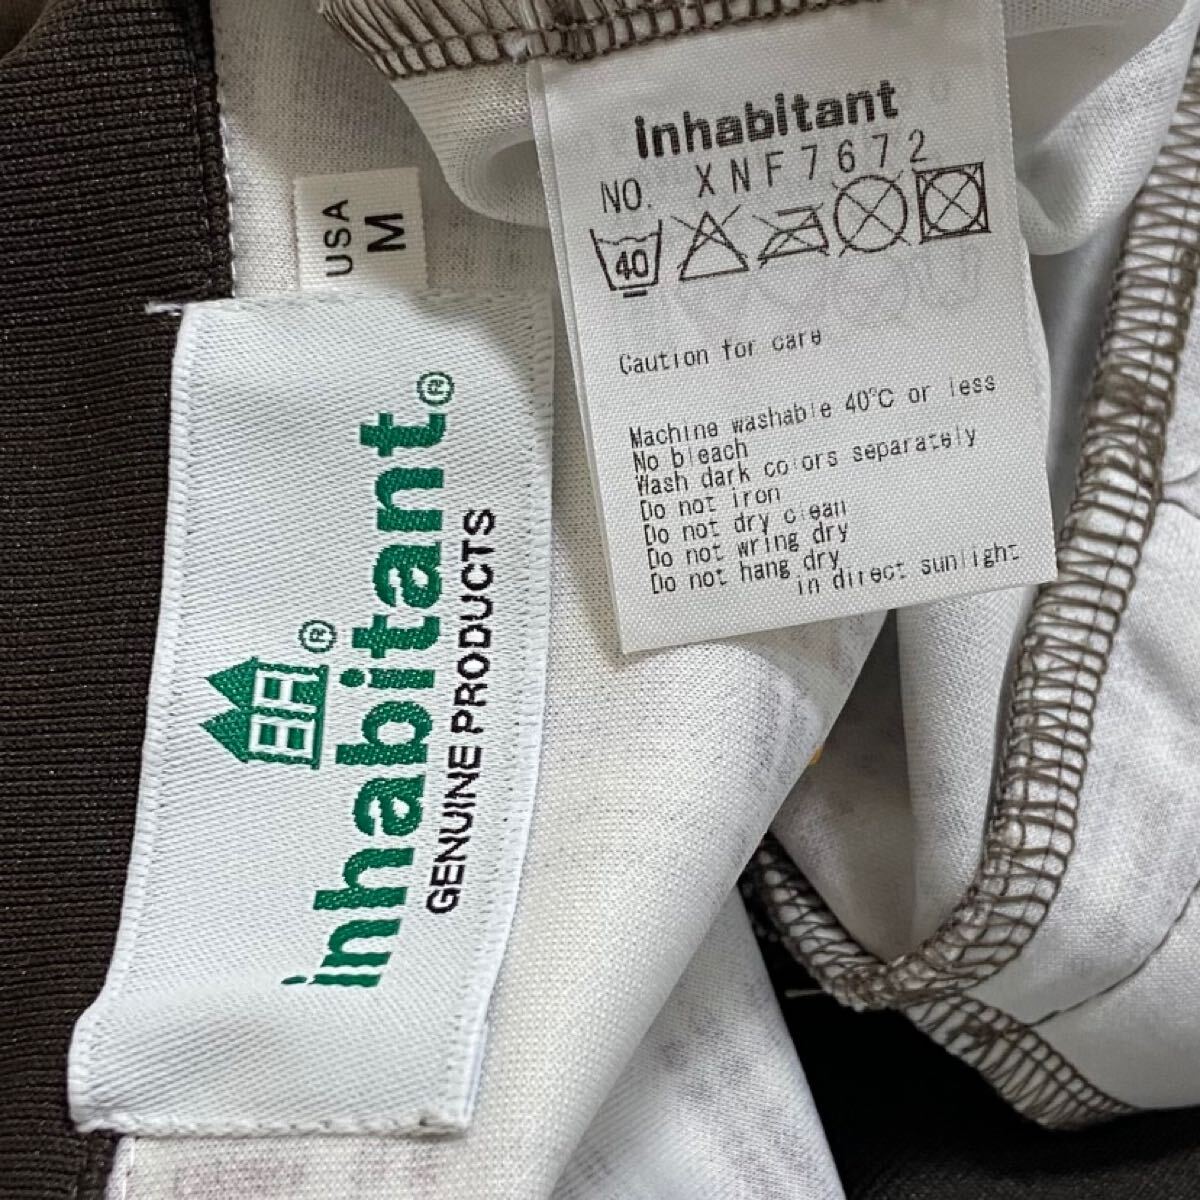 inhabitant
NO. XNF7672
40
Caution for care
Machine washable 40℃ or less
No bleach
Wash dark colors separately
Do not iron
Do not dry clean
Do not wring dry
Do not hang dry
in direct sunlight
USA
M
®
inhabitant®
GENUINE PRODUCTS